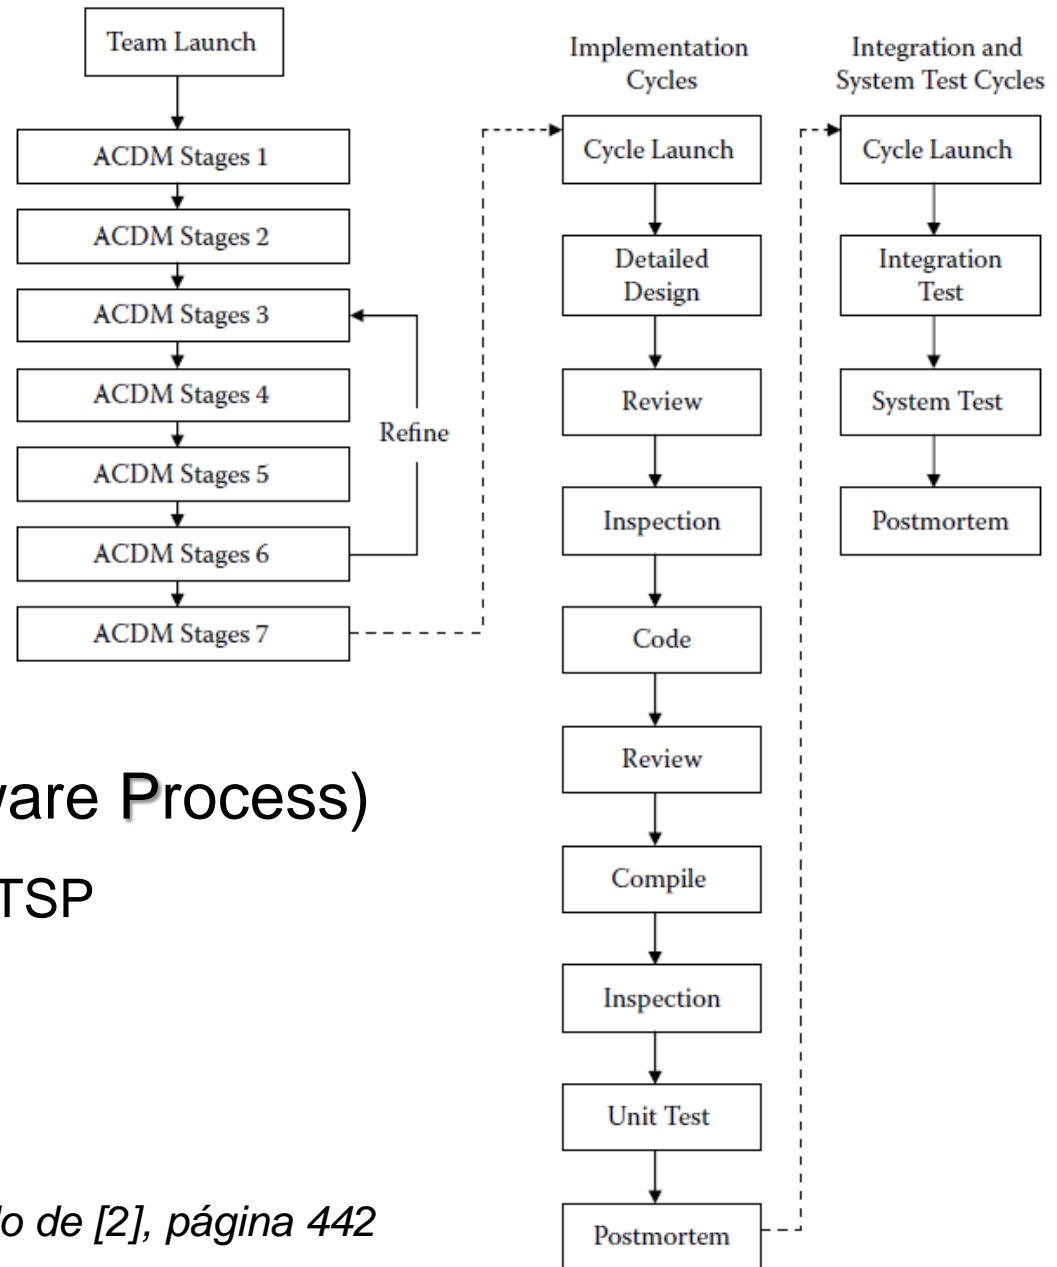 Team Launch
ACDM Stages 1
ACDM Stages 2
ACDM Stages 3
ACDM Stages 4
Refine
ACDM Stages 5
ACDM Stages 6
ACDM Stages 7
Implementation
Cycles
Cycle Launch
Detailed
Design
Review
Inspection
Code
Review
Compile
Inspection
Unit Test
Postmortem
Integration and
System Test Cycles
Cycle Launch
Integration
Test
System Test
Postmortem
Process)
TSP
de [2], página 442